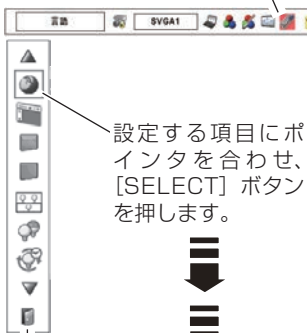 言語 SVGA1
設定する項目にポ
インタを合わせ、
［SELECT］ボタン
を押します。